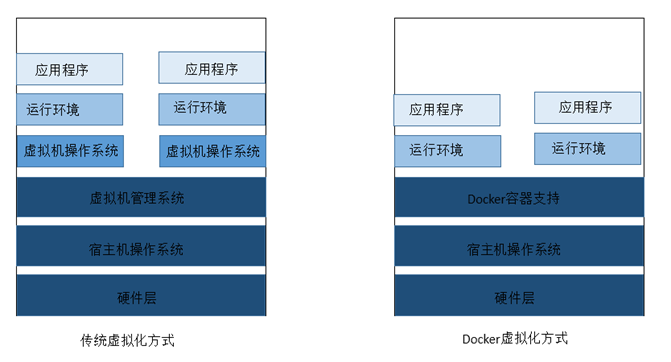 应用程序
应用程序
运行环境
运行环境
虚拟机操作系统
虚拟机操作系统
虚拟机管理系统
宿主机操作系统
硬件层
传统虚拟化方式
应用程序
应用程序
运行环境
运行环境
Docker容器支持
宿主机操作系统
硬件层
Docker虚拟化方式